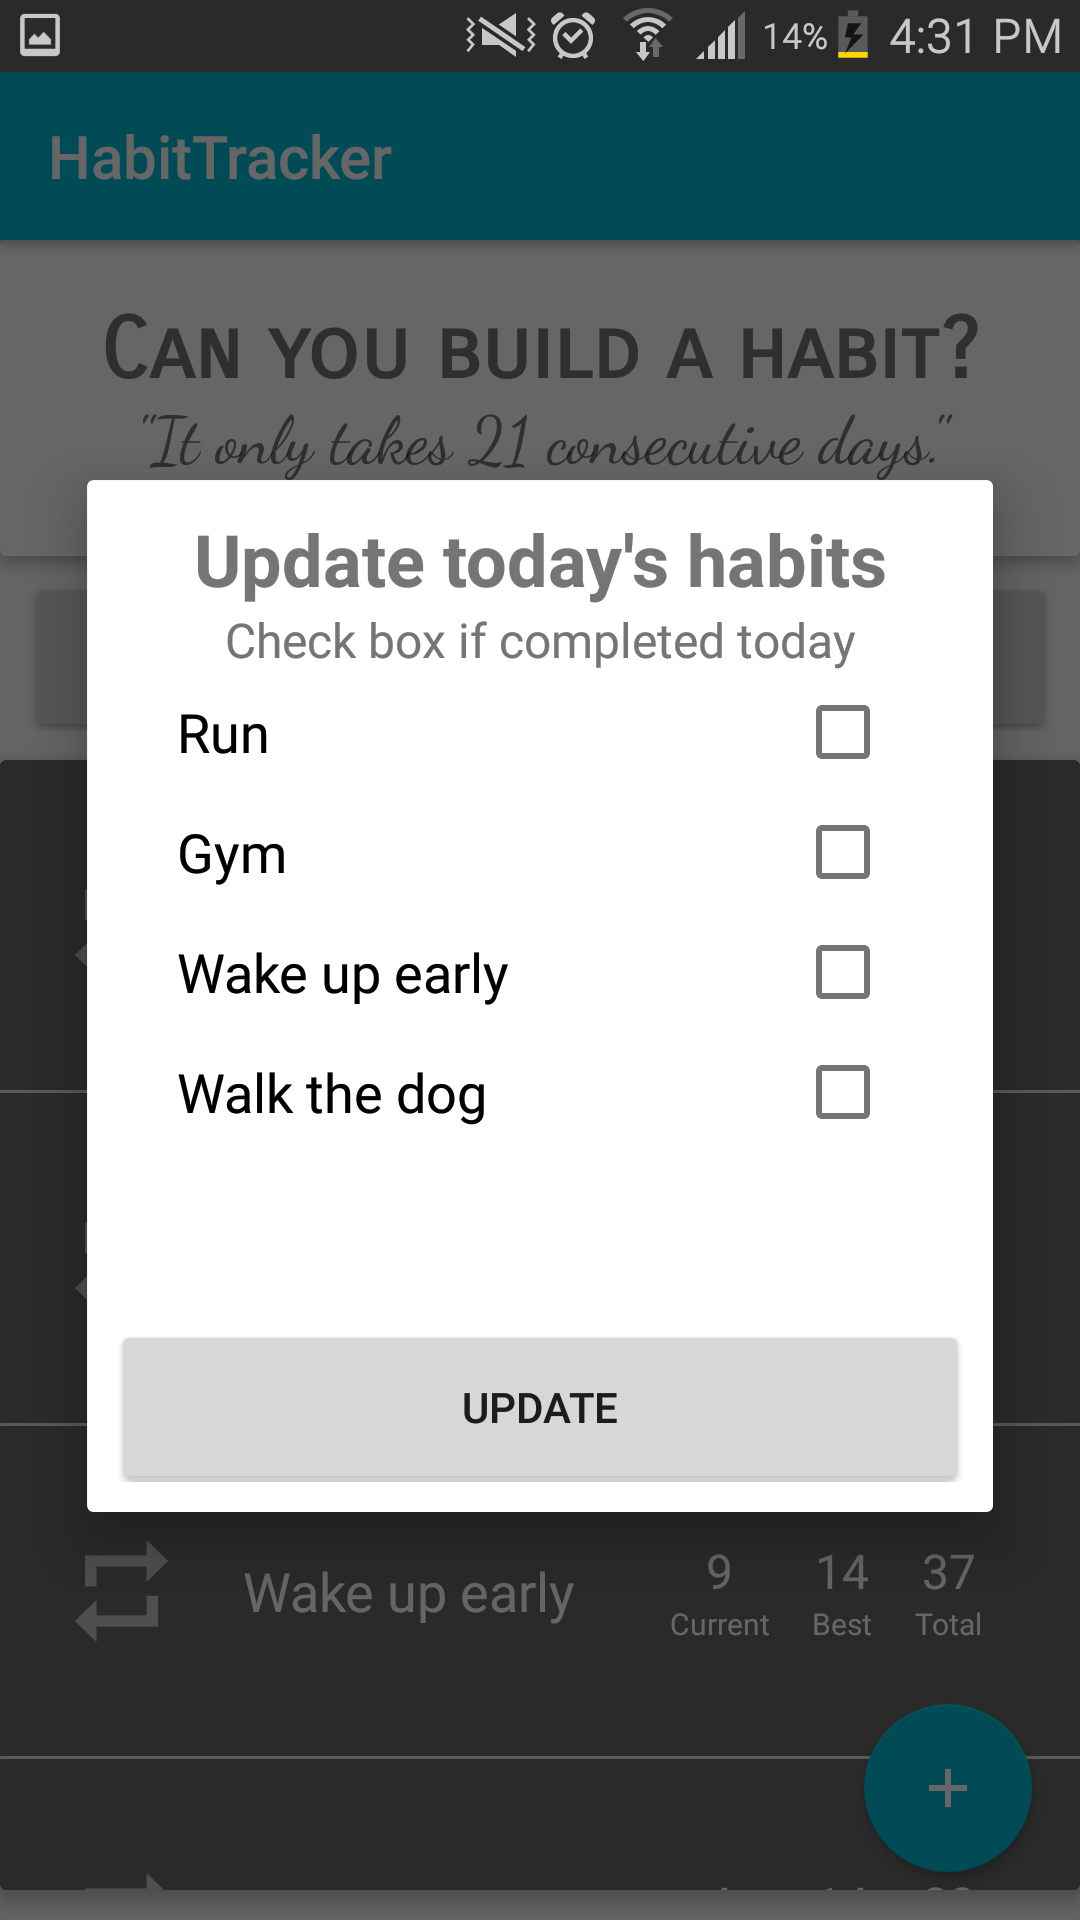 14% 4:31 PM
HabitTracker
Can you build a habit?
"It only takes 21 consecutive days."
Update today's habits
Check box if completed today
Run
Gym
Wake up early
Walk the dog
UPDATE
Wake up early
9 14 37
Current Best Total
+